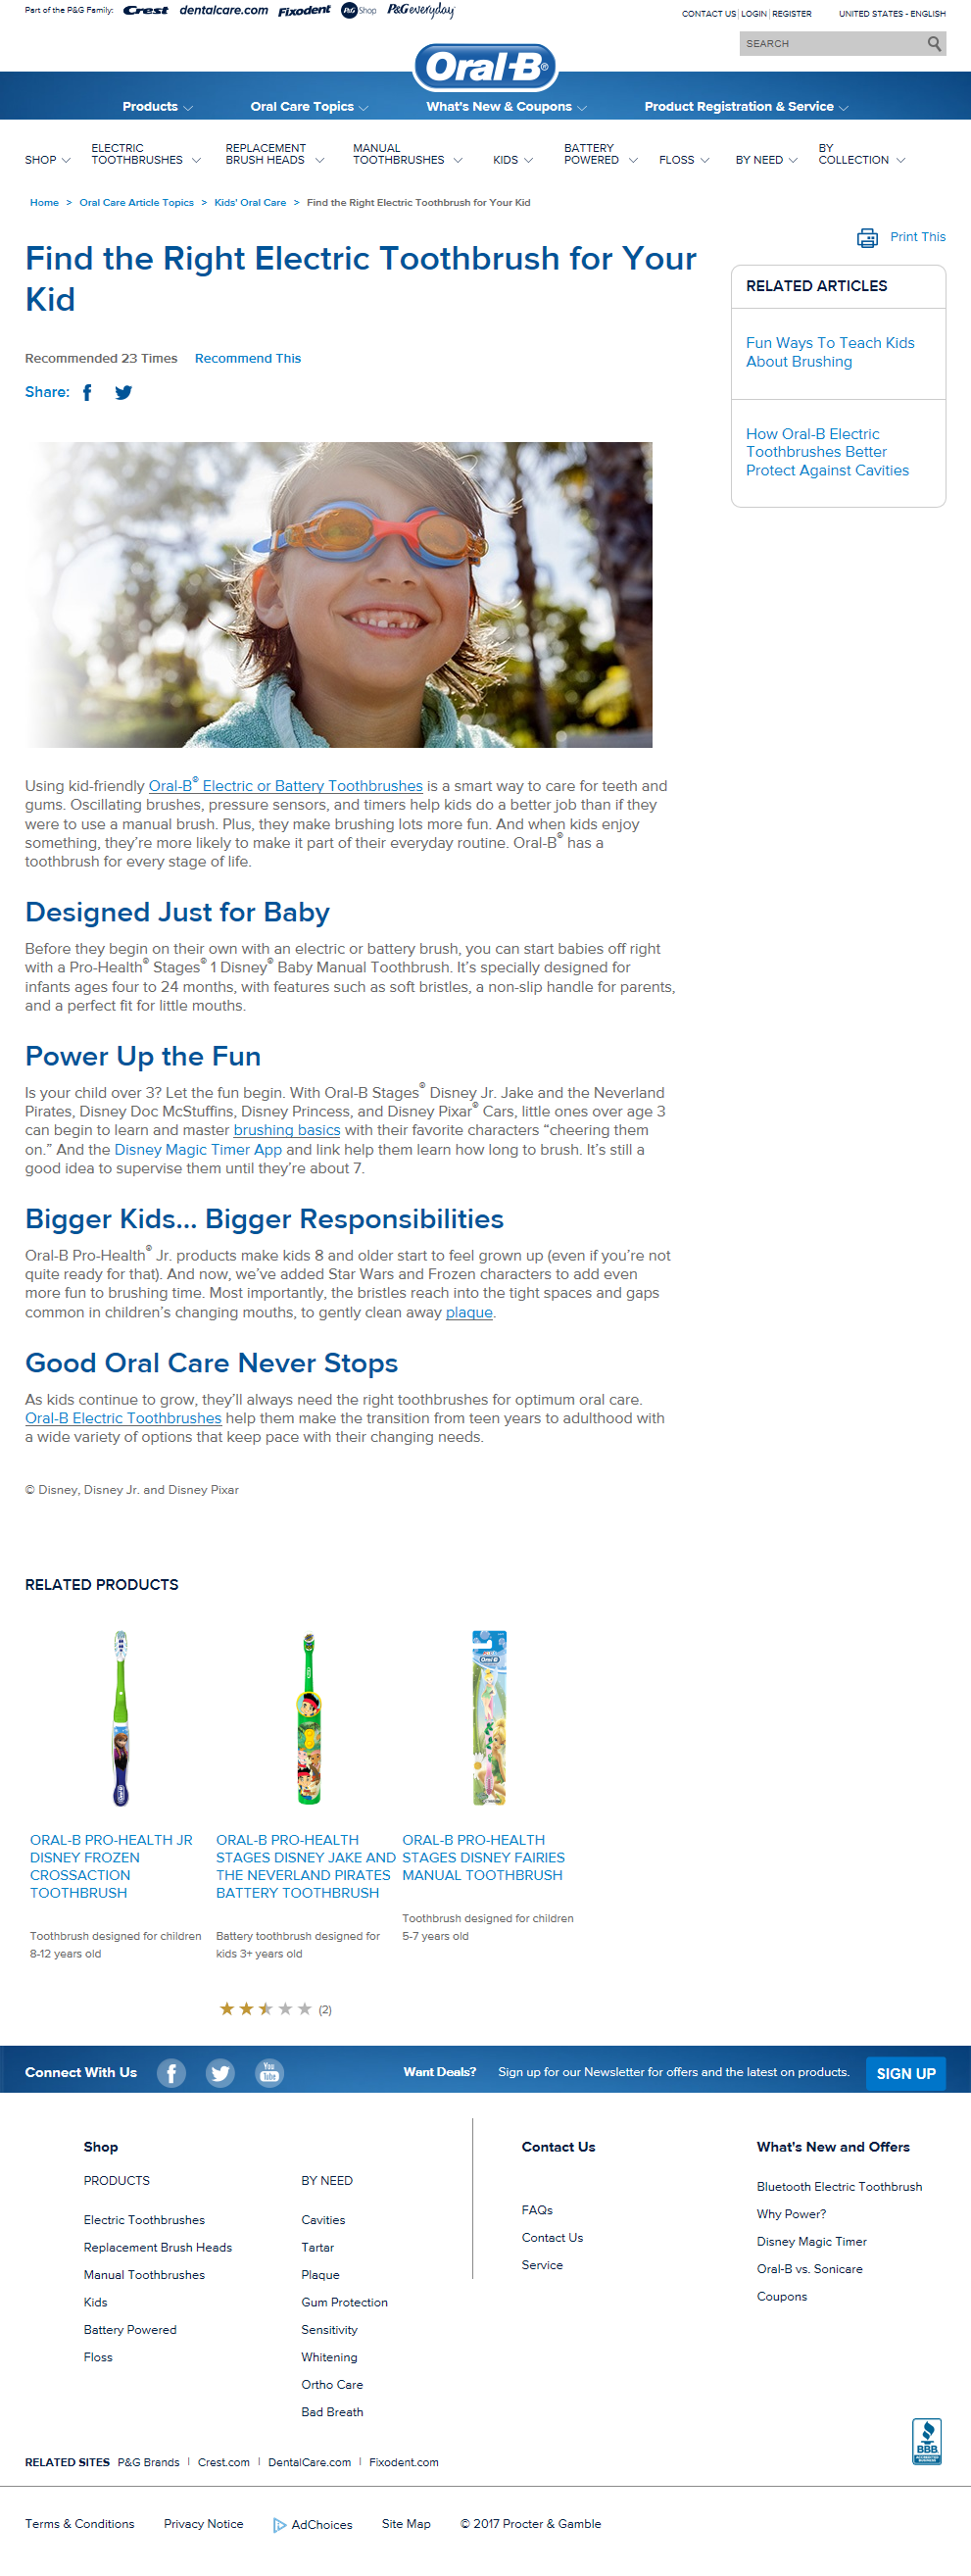 Part of the P&G Family: Crest dentalcare.com Fixodent P&G Shop P&G everyday
CONTACT US | LOGIN | REGISTER UNITED STATES - ENGLISH
SEARCH
Oral-B®
Products What's New & Coupons Oral Care Topics Product Registration & Service
SHOP
ELECTRIC
TOOTHBRUSHES
REPLACEMENT
BRUSH HEADS
MANUAL
TOOTHBRUSHES
KIDS
BATTERY
POWERED
FLOSS
BY NEED
BY
COLLECTION
Home > Oral Care Article Topics > Kids' Oral Care > Find the Right Electric Toothbrush for Your Kid
Print This
Find the Right Electric Toothbrush for Your
Kid
Recommended 23 Times Recommend This
Share:
RELATED ARTICLES
Fun Ways To Teach Kids
About Brushing
How Oral-B Electric
Toothbrushes Better
Protect Against Cavities
Using kid-friendly Oral-B® Electric or Battery Toothbrushes is a smart way to care for teeth and
gums. Oscillating brushes, pressure sensors, and timers help kids do a better job than if they
were to use a manual brush. Plus, they make brushing lots more fun. And when kids enjoy
something, they're more likely to make it part of their everyday routine. Oral-B® has a
toothbrush for every stage of life.
Designed Just for Baby
Before they begin on their own with an electric or battery brush, you can start babies off right
with a Pro-Health® Stages® 1 Disney® Baby Manual Toothbrush. It's specially designed for
infants ages four to 24 months, with features such as soft bristles, a non-slip handle for parents,
and a perfect fit for little mouths.
Power Up the Fun
Is your child over 3? Let the fun begin. With Oral-B Stages® Disney Jr. Jake and the Neverland
Pirates, Disney Doc McStuffins, Disney Princess, and Disney Pixar® Cars, little ones over age 3
can begin to learn and master brushing basics with their favorite characters “cheering them
on.” And the Disney Magic Timer App and link help them learn how long to brush. It's still a
good idea to supervise them until they're about 7.
Bigger Kids... Bigger Responsibilities
Oral-B Pro-Health® Jr. products make kids 8 and older start to feel grown up (even if you're not
quite ready for that). And now, we've added Star Wars and Frozen characters to add even
more fun to brushing time. Most importantly, the bristles reach into the tight spaces and gaps
common in children's changing mouths, to gently clean away plaque.
Good Oral Care Never Stops
As kids continue to grow, they'll always need the right toothbrushes for optimum oral care.
Oral-B Electric Toothbrushes help them make the transition from teen years to adulthood with
a wide variety of options that keep pace with their changing needs.
© Disney, Disney Jr. and Disney Pixar
RELATED PRODUCTS
Oral-B
ORAL-B PRO-HEALTH JR
DISNEY FROZEN
CROSSACTION
TOOTHBRUSH
Toothbrush designed for children
8-12 years old
ORAL-B PRO-HEALTH
STAGES DISNEY JAKE AND
THE NEVERLAND PIRATES
BATTERY TOOTHBRUSH
Battery toothbrush designed for
kids 3+ years old
(2)
ORAL-B PRO-HEALTH
STAGES DISNEY FAIRIES
MANUAL TOOTHBRUSH
Toothbrush designed for children
5-7 years old
Connect With Us You Tube Want Deals? Sign up for our Newsletter for offers and the latest on products. SIGN UP
Shop
PRODUCTS
Electric Toothbrushes
Replacement Brush Heads
Manual Toothbrushes
Kids
Battery Powered
Floss
BY NEED
Cavities
Tartar
Plaque
Gum Protection
Sensitivity
Whitening
Ortho Care
Bad Breath
Contact Us
FAQs
Contact Us
Service
What's New and Offers
Bluetooth Electric Toothbrush
Why Power?
Disney Magic Timer
Oral-B vs. Sonicare
Coupons
BBB
RELATED SITES P&G Brands | Crest.com | DentalCare.com | Fixodent.com
Terms & Conditions Privacy Notice AdChoices Site Map © 2017 Procter & Gamble